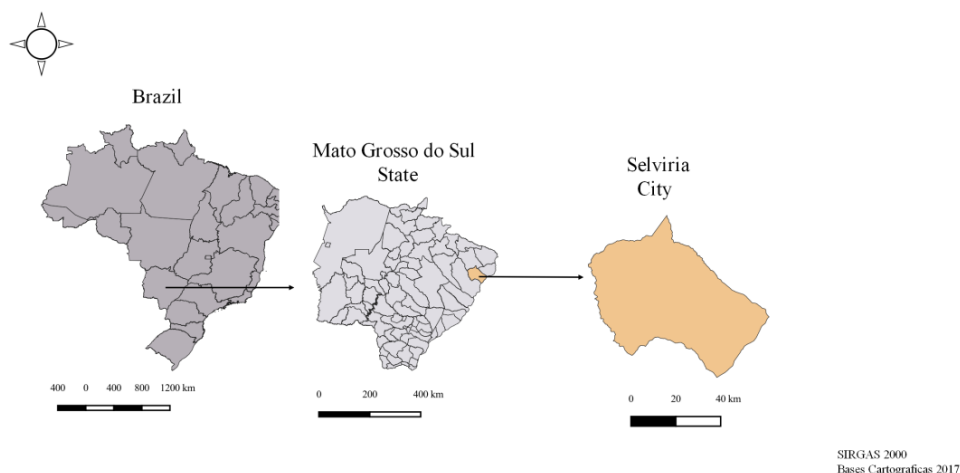 Brazil
Mato Grosso do Sul
State
Selviria
City
400 0 400 800 1200 km
0 200 400 km
0 20 40 km
SIRGAS 2000
Bases Cartograficas 2017